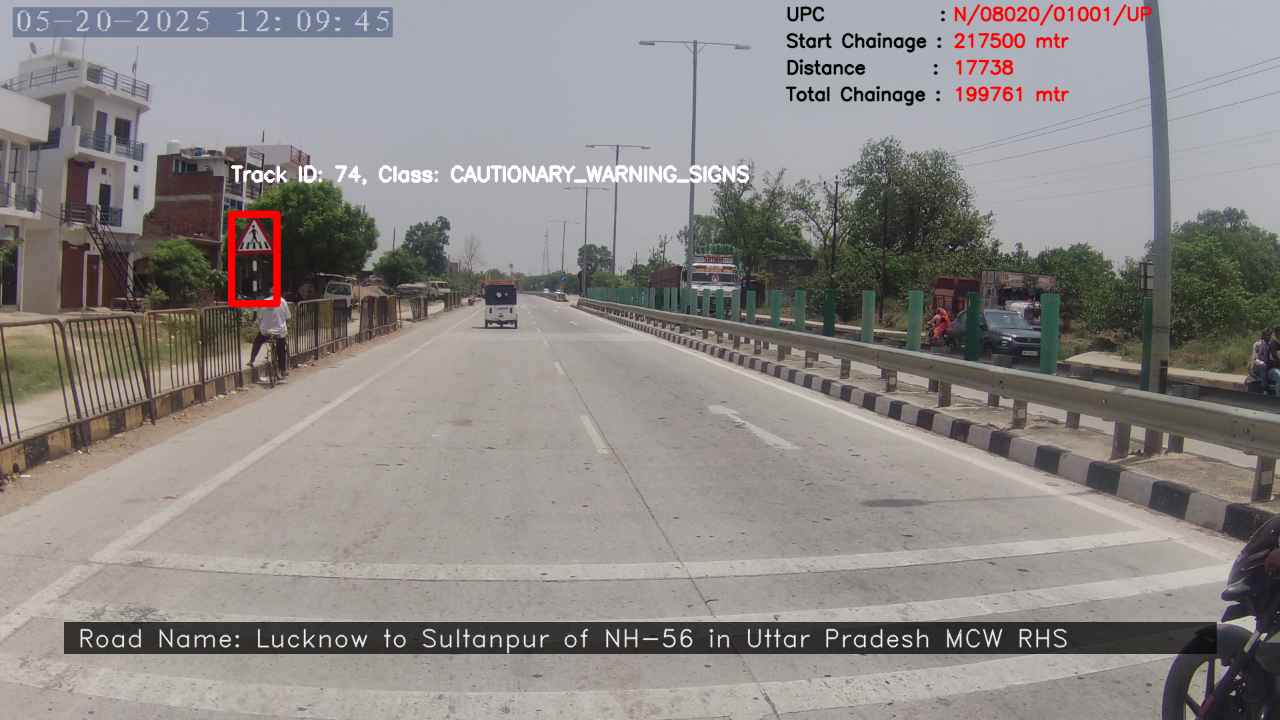 05-20-2025 12:09:45
UPC : N/08020/01001/UP
Start Chainage : 217500 mtr
Distance : 17738
Total Chainage : 199761 mtr
Track ID: 74, Class: CAUTIONARY_WARNING_SIGNS
Road Name: Lucknow to Sultanpur of NH-56 in Uttar Pradesh MCW RHS